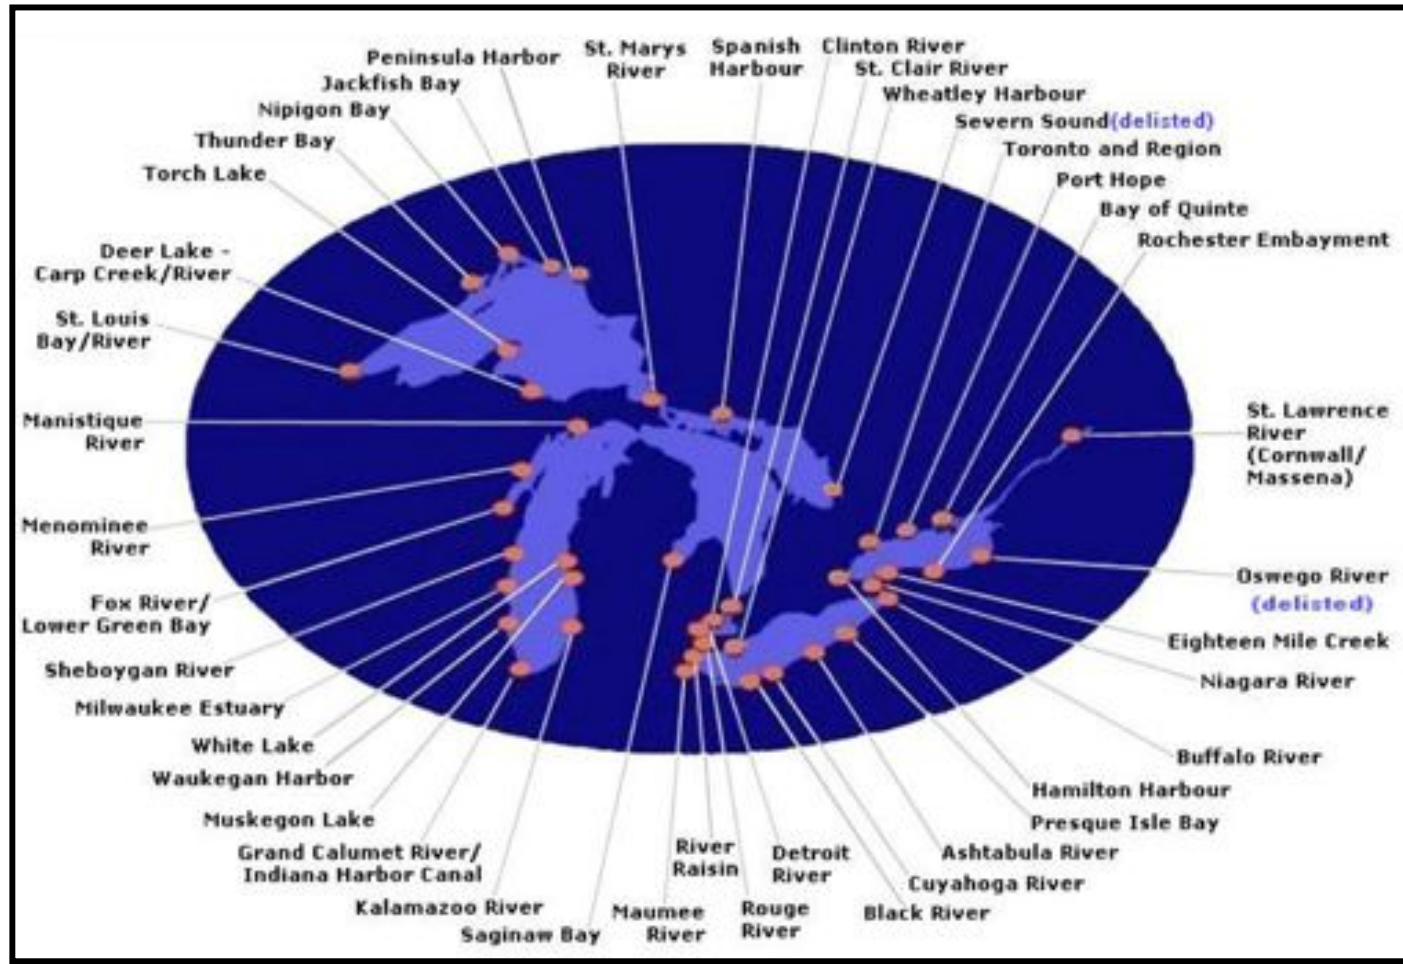 Peninsula Harbor
Jackfish Bay
Nipigon Bay
Thunder Bay
Torch Lake
Deer Lake -
Carp Creek/River
St. Louis
Bay/River
Manistique
River
Menominee
River
Fox River/
Lower Green Bay
Sheboygan River
Milwaukee Estuary
White Lake
Waukegan Harbor
Muskegon Lake
Grand Calumet River/
Indiana Harbor Canal
Kalamazoo River
Saginaw Bay
St. Marys
River
Spanish
Harbour
Clinton River
St. Clair River
Wheatley Harbour
Severn Sound(delisted)
Toronto and Region
Port Hope
Bay of Quinte
Rochester Embayment
St. Lawrence
River
(Cornwall/
Massena)
Oswego River
(delisted)
Eighteen Mile Creek
Niagara River
Buffalo River
Hamilton Harbour
Presque Isle Bay
Ashtabula River
Cuyahoga River
Black River
Detroit
River
Rouge
River
River
Raisin
Maumee
River